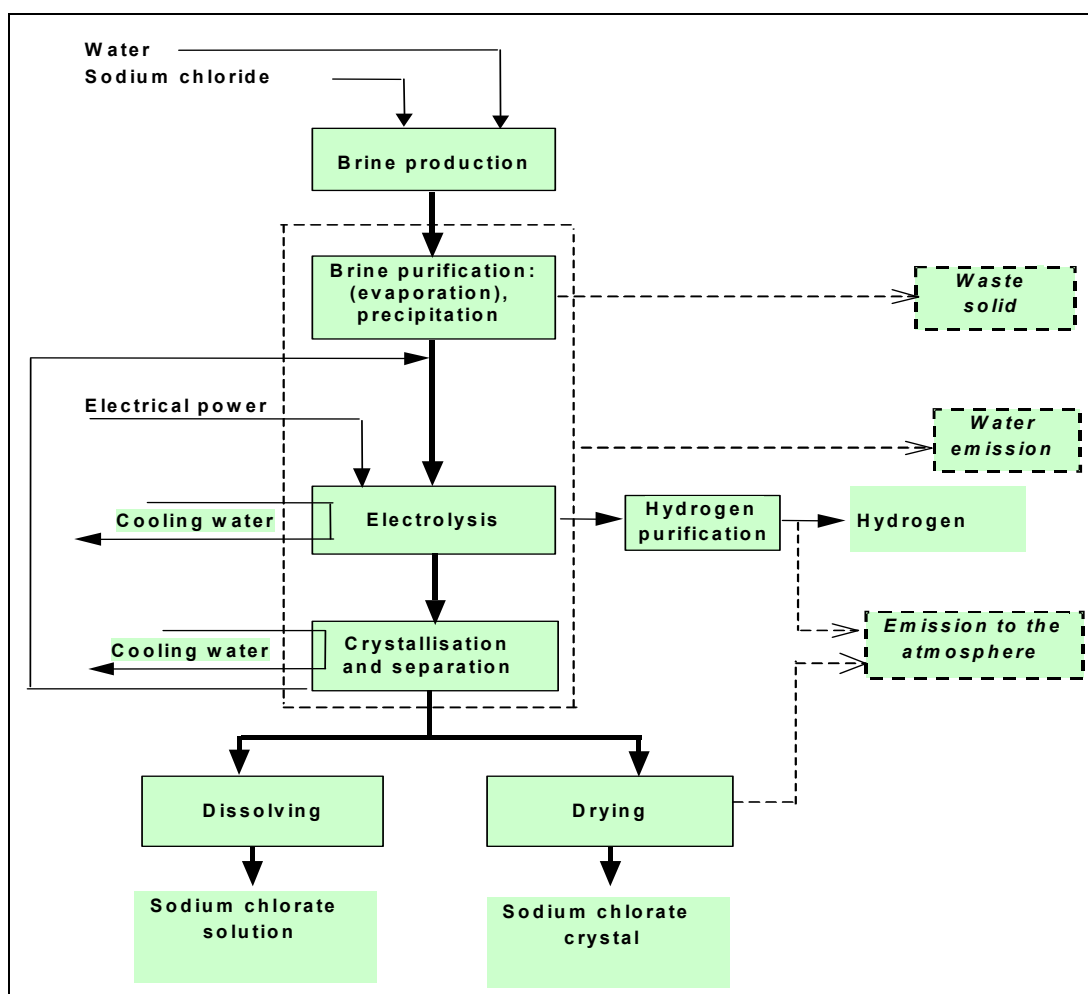 Water
Sodium chloride
Brine production
Brine purification:
(evaporation),
precipitation
Waste
solid
Electrical power
Water
emission
Cooling water
Electrolysis
Hydrogen
purification
Hydrogen
Cooling water
Crystallisation
and separation
Emission to the
atmosphere
Dissolving
Drying
Sodium chlorate
solution
Sodium chlorate
crystal